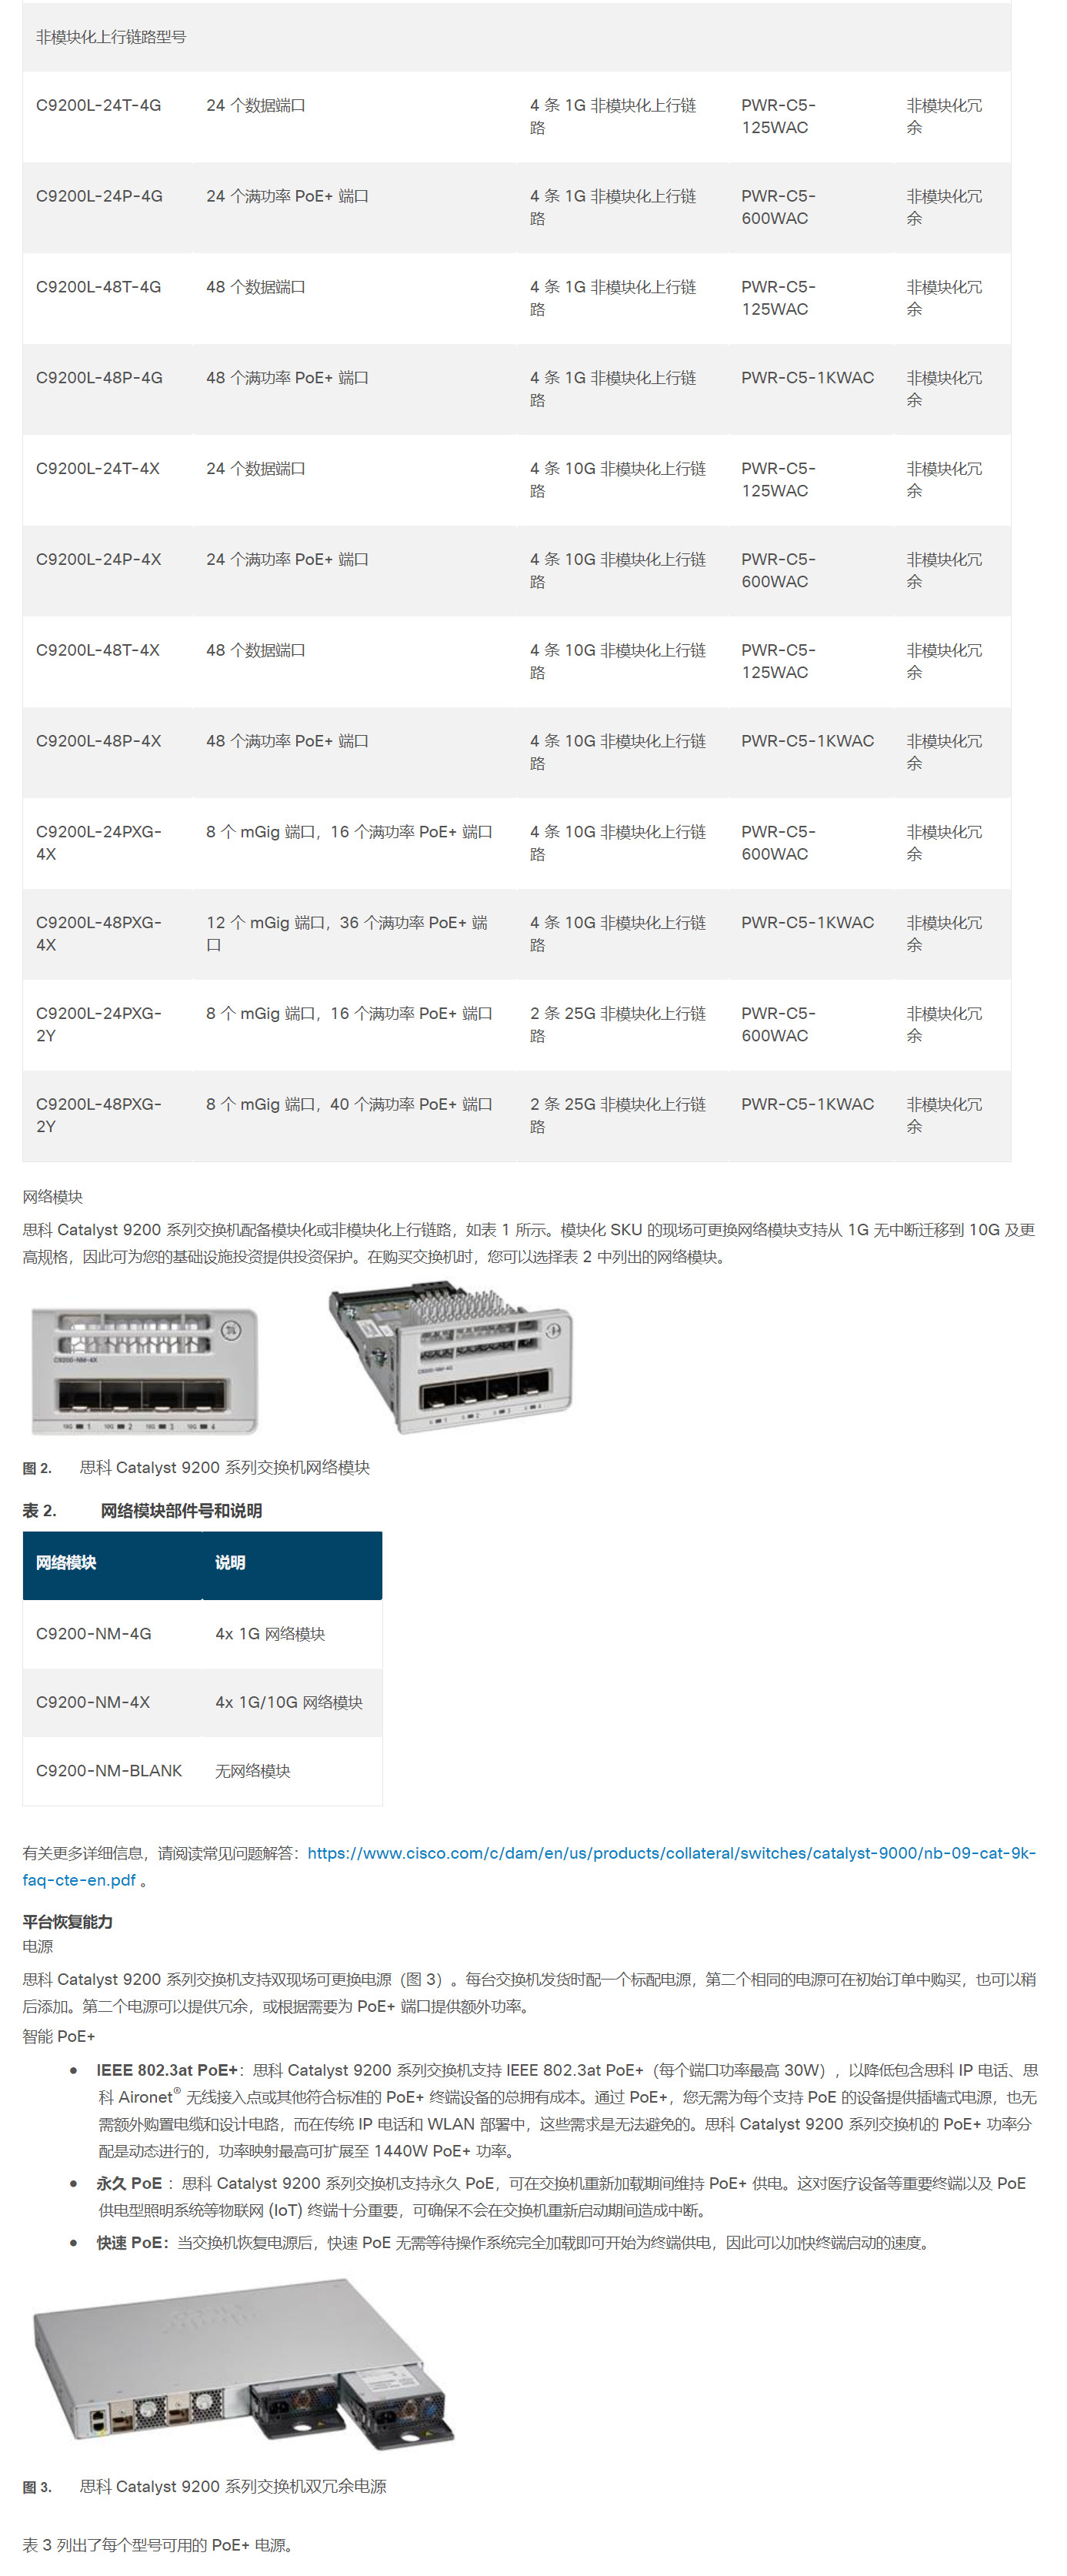 非模块化上行链路型号
C9200L-24T-4G 24 个数据端口 4 条 1G 非模块化上行链 PWR-C5- 非模块化冗
路 125WAC 余
C9200L-24P-4G 24 个满功率 PoE+ 端口 4 条 1G 非模块化上行链 PWR-C5- 非模块化冗
路 600WAC 余
C9200L-48T-4G 48 个数据端口 4 条 1G 非模块化上行链 PWR-C5- 非模块化冗
路 125WAC 余
C9200L-48P-4G 48 个满功率 PoE+ 端口 4 条 1G 非模块化上行链 PWR-C5-1KWAC 非模块化冗
路 余
C9200L-24T-4X 24 个数据端口 4 条 10G 非模块化上行链 PWR-C5- 非模块化冗
路 125WAC 余
C9200L-24P-4X 24 个满功率 PoE+ 端口 4 条 10G 非模块化上行链 PWR-C5- 非模块化冗
路 600WAC 余
C9200L-48T-4X 48 个数据端口 4 条 10G 非模块化上行链 PWR-C5- 非模块化冗
路 125WAC 余
C9200L-48P-4X 48 个满功率 PoE+ 端口 4 条 10G 非模块化上行链 PWR-C5-1KWAC 非模块化冗
路 余
C9200L-24PXG- 8 个 mGig 端口，16 个满功率 PoE+ 端口 4 条 10G 非模块化上行链 PWR-C5- 非模块化冗
4X 路 600WAC 余
C9200L-48PXG- 12 个 mGig 端口，36 个满功率 PoE+ 端 4 条 10G 非模块化上行链 PWR-C5-1KWAC 非模块化冗
4X 口 路 余
C9200L-24PXG- 8 个 mGig 端口，16 个满功率 PoE+ 端口 2 条 25G 非模块化上行链 PWR-C5- 非模块化冗
2Y 路 600WAC 余
C9200L-48PXG- 8 个 mGig 端口，40 个满功率 PoE+ 端口 2 条 25G 非模块化上行链 PWR-C5-1KWAC 非模块化冗
2Y 路 余
网络模块
思科 Catalyst 9200 系列交换机配备模块化或非模块化上行链路，如表 1 所示。模块化 SKU 的现场可更换网络模块支持从 1G 无中断迁移到 10G 及更
高规格，因此可为您的基础设施投资提供投资保护。在购买交换机时，您可以选择表 2 中列出的网络模块。
C9200-NM-4X
C9200-NM-4G
10G 1 10G 2 10G 3 10G 4
G 1 G 2 G 3 G 4
图 2. 思科 Catalyst 9200 系列交换机网络模块
表 2. 网络模块部件号和说明
网络模块 说明
C9200-NM-4G 4x 1G 网络模块
C9200-NM-4X 4x 1G/10G 网络模块
C9200-NM-BLANK 无网络模块
有关更多详细信息，请阅读常见问题解答：https://www.cisco.com/c/dam/en/us/products/collateral/switches/catalyst-9000/nb-09-cat-9k-
faq-cte-en.pdf 。
平台恢复能力
电源
思科 Catalyst 9200 系列交换机支持双现场可更换电源（图 3）。每台交换机发货时配一个标配电源，第二个相同的电源可在初始订单中购买，也可以稍
后添加。第二个电源可以提供冗余，或根据需要为 PoE+ 端口提供额外功率。
智能 PoE+
● IEEE 802.3at PoE+：思科 Catalyst 9200 系列交换机支持 IEEE 802.3at PoE+（每个端口功率最高 30W），以降低包含思科 IP 电话、思
科 Aironet® 无线接入点或其他符合标准的 PoE+ 终端设备的总拥有成本。通过 PoE+，您无需为每个支持 PoE 的设备提供插墙式电源，也无
需额外购置电缆和设计电路，而在传统 IP 电话和 WLAN 部署中，这些需求是无法避免的。思科 Catalyst 9200 系列交换机的 PoE+ 功率分
配是动态进行的，功率映射最高可扩展至 1440W PoE+ 功率。
● 永久 PoE ：思科 Catalyst 9200 系列交换机支持永久 PoE，可在交换机重新加载期间维持 PoE+ 供电。这对医疗设备等重要终端以及 PoE
供电型照明系统等物联网 (IoT) 终端十分重要，可确保不会在交换机重新启动期间造成中断。
● 快速 PoE：当交换机恢复电源后，快速 PoE 无需等待操作系统完全加载即可开始为终端供电，因此可以加快终端启动的速度。
图 3. 思科 Catalyst 9200 系列交换机双冗余电源
表 3 列出了每个型号可用的 PoE+ 电源。